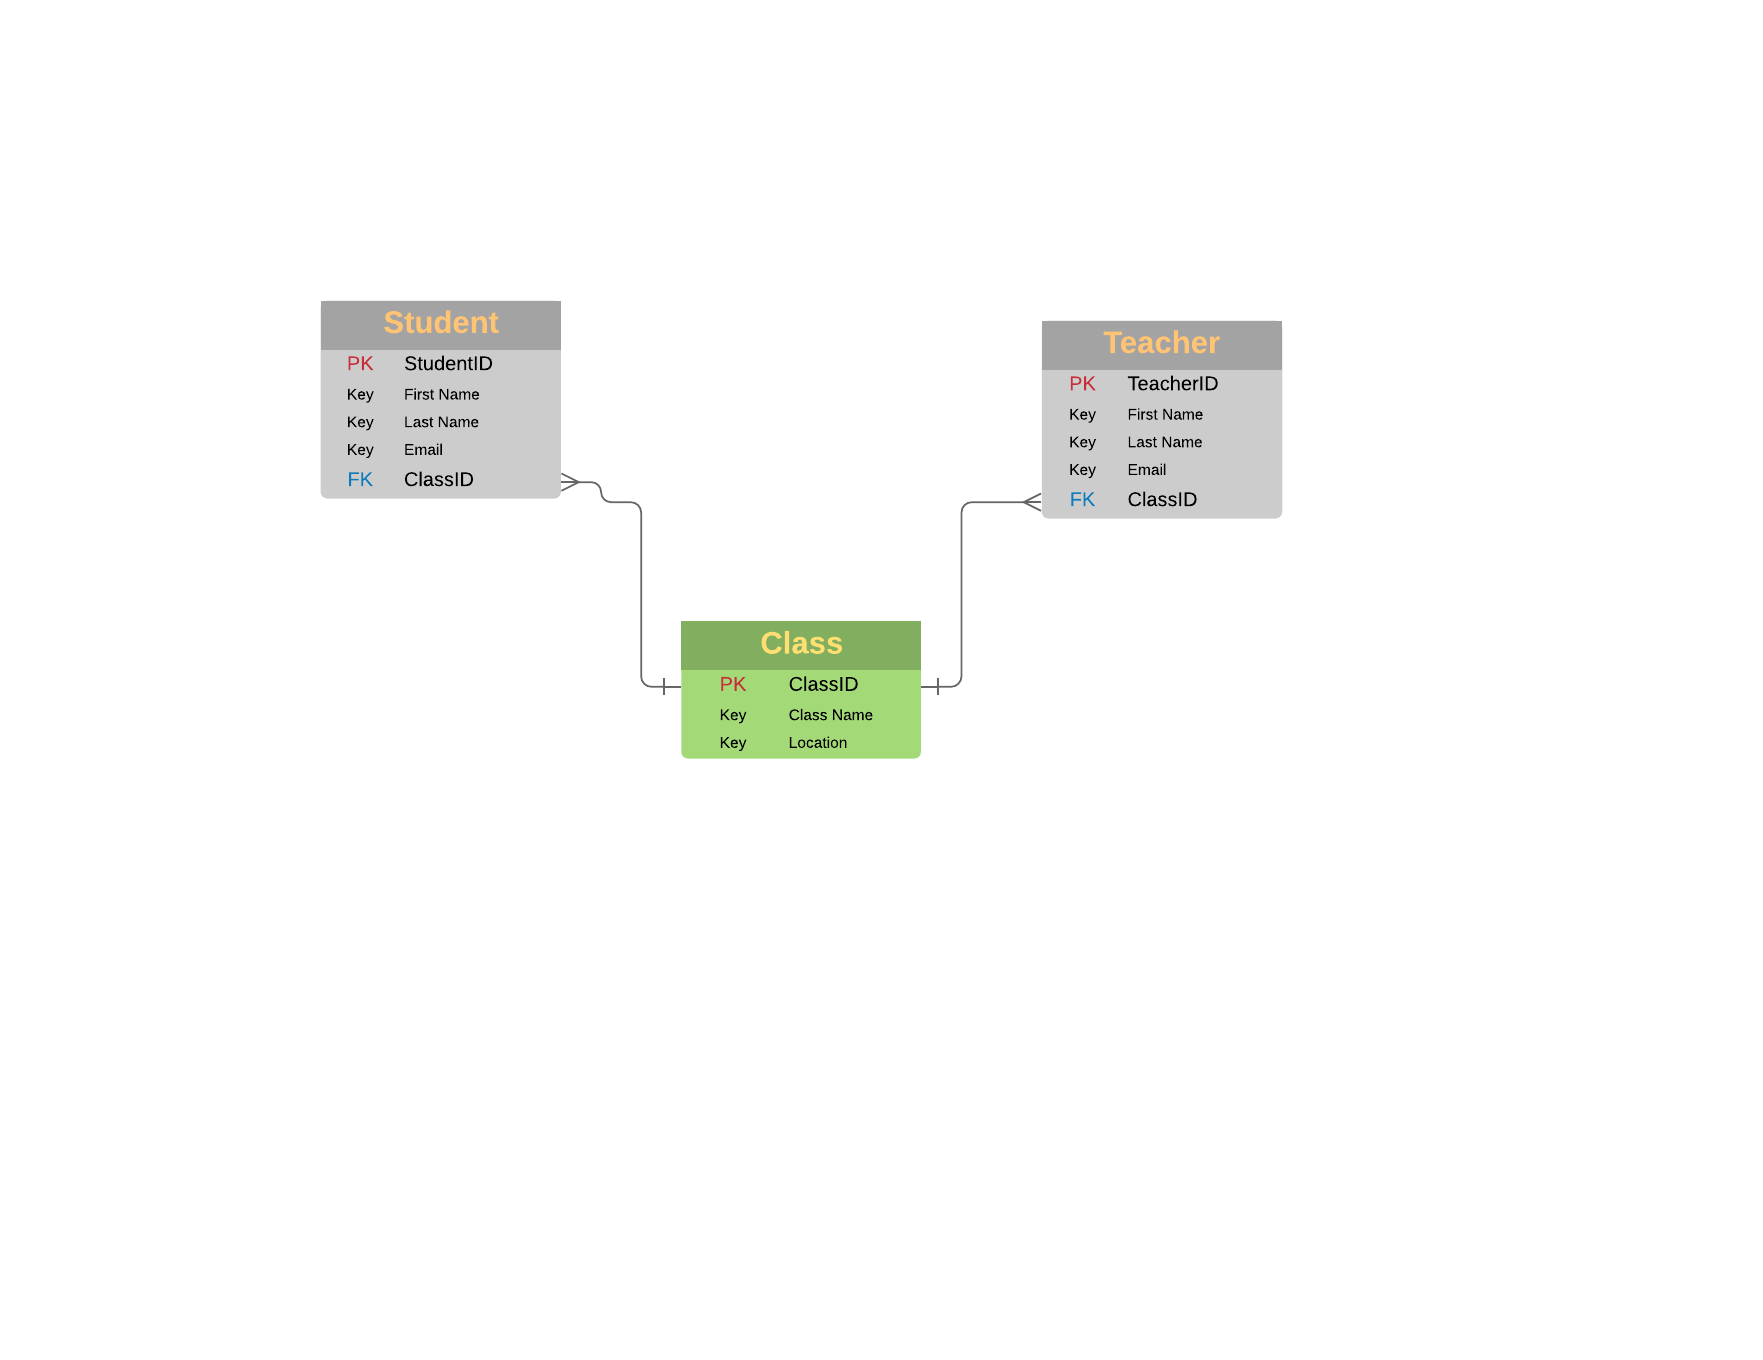 Student
PK StudentID
Key First Name
Key Last Name
Key Email
FK ClassID
Teacher
PK TeacherID
Key First Name
Key Last Name
Key Email
FK ClassID
Class
PK ClassID
Key Class Name
Key Location